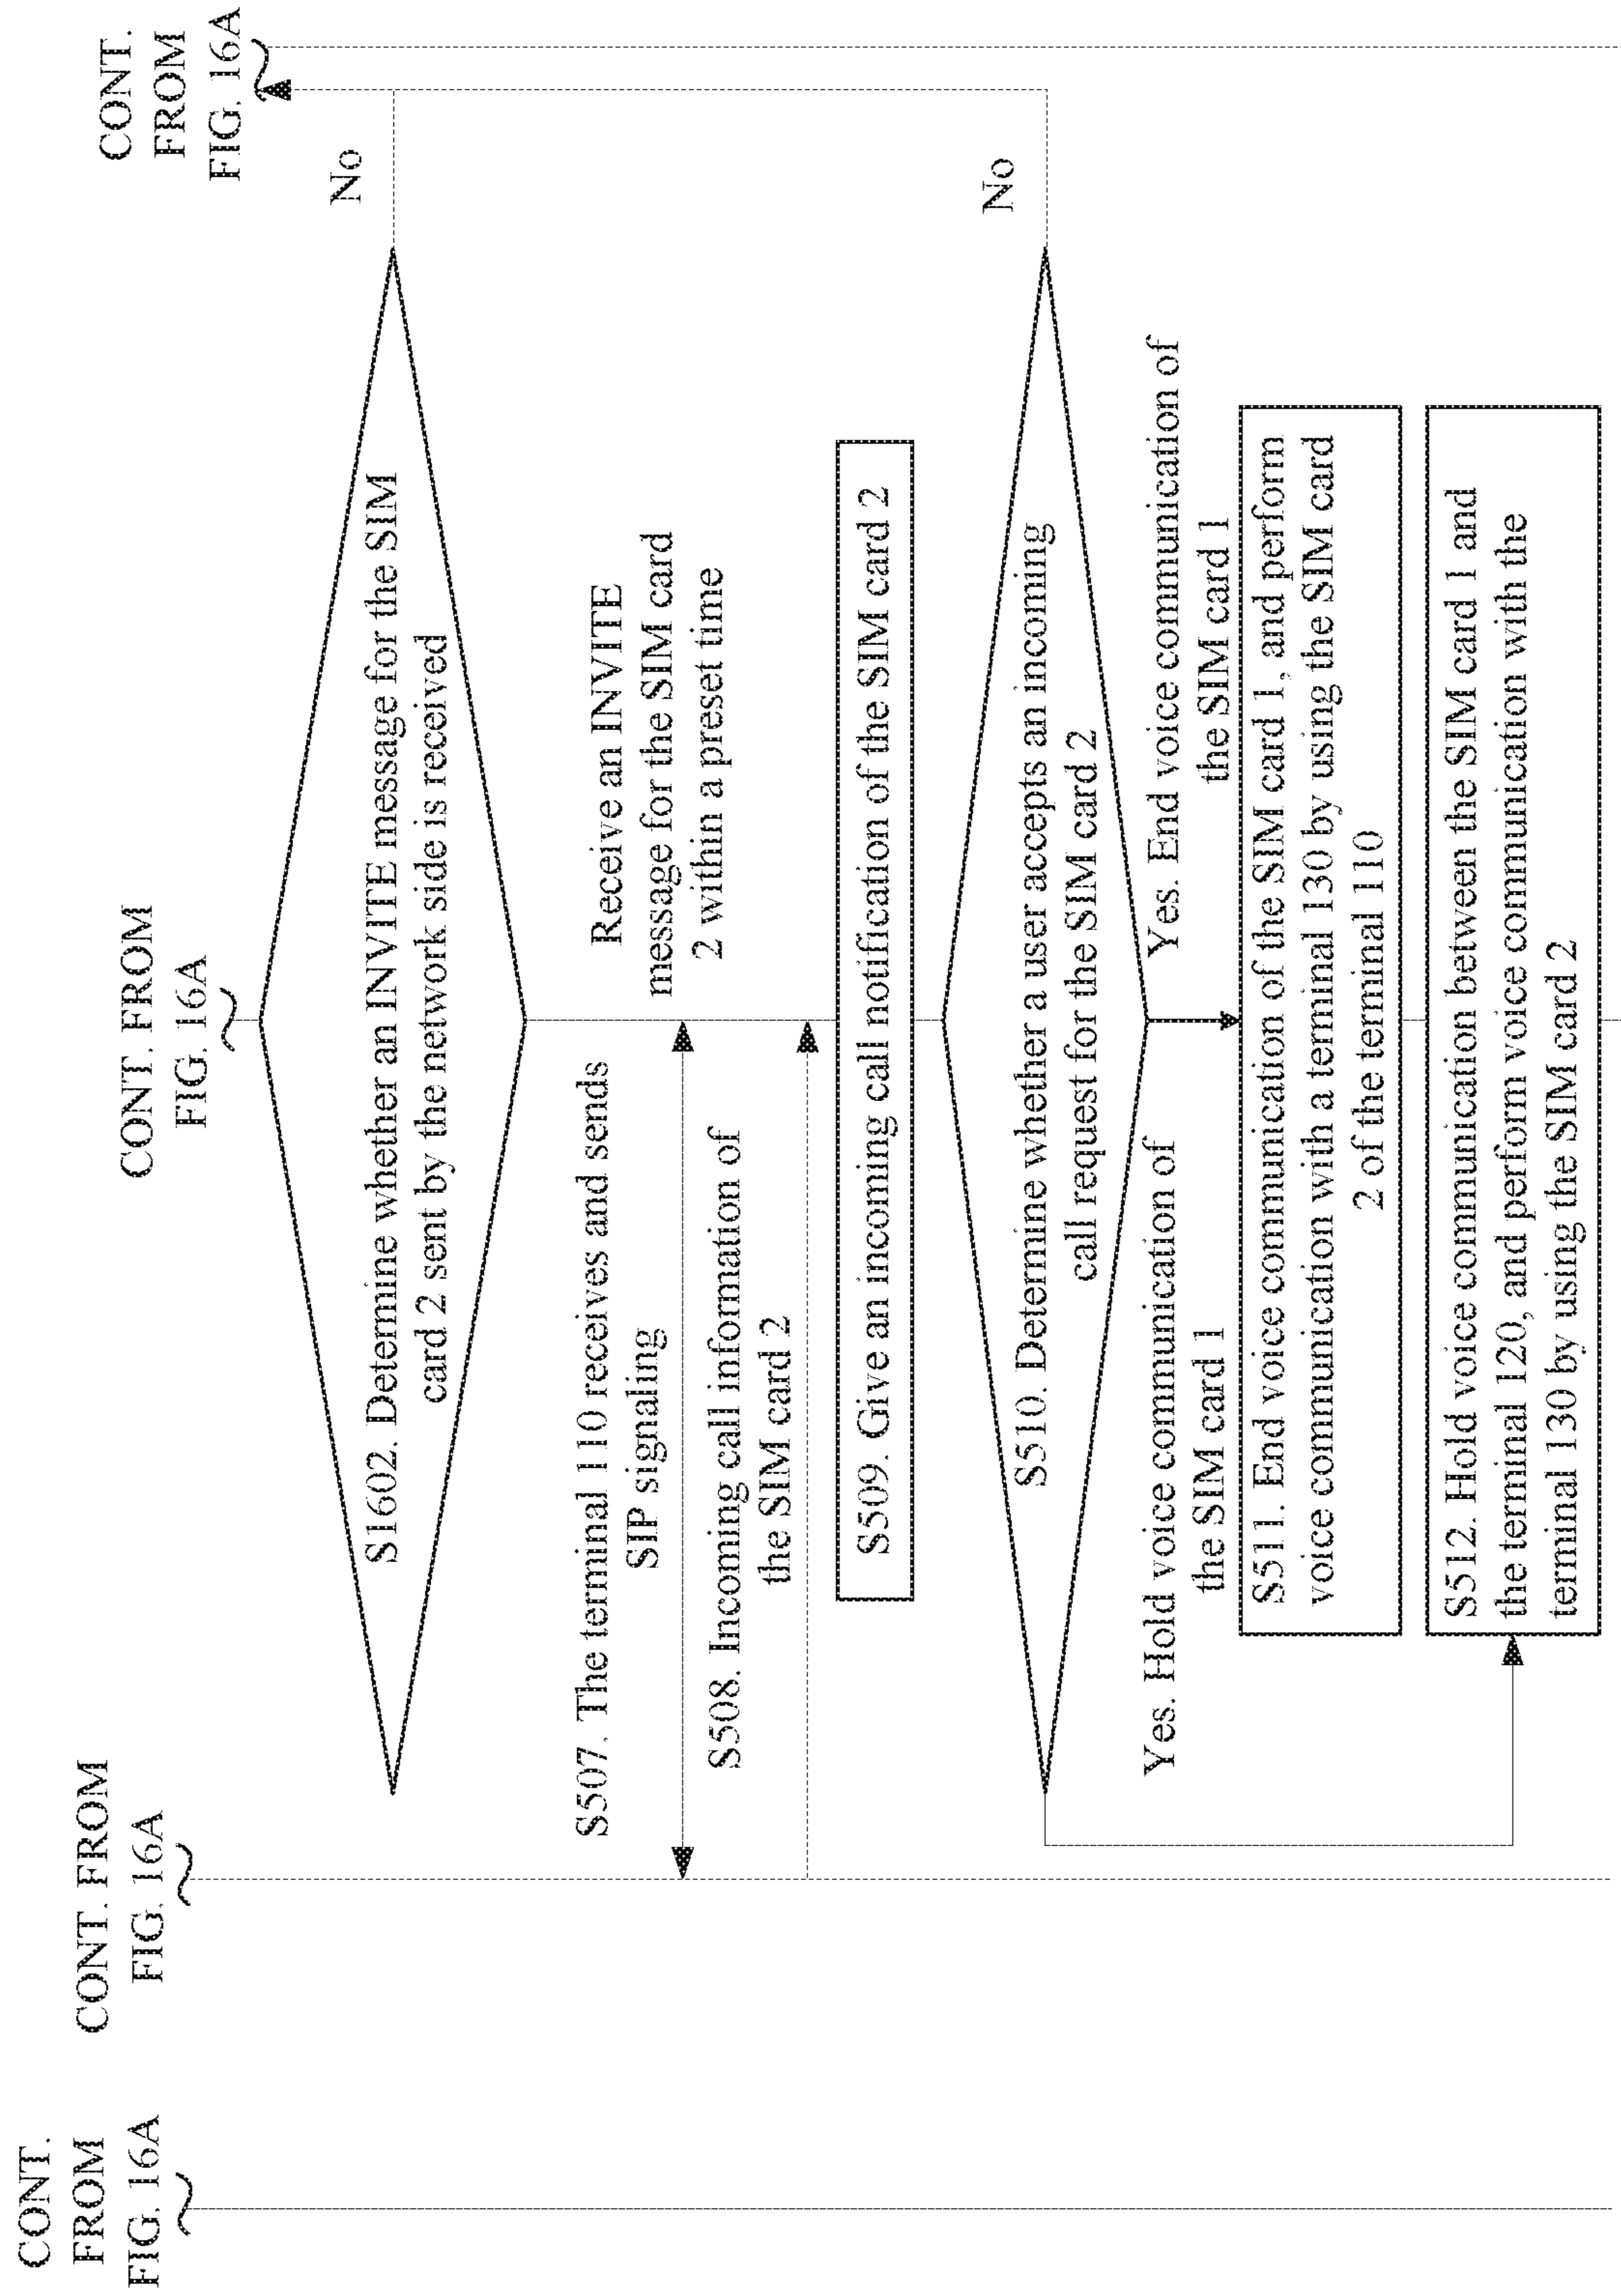 CONT.
FROM
FIG. 16A
CONT. FROM
FIG. 16A
CONT. FROM
FIG. 16A
CONT.
FROM
FIG. 16A
S1602. Determine whether an INVITE message for the SIM
card 2 sent by the network side is received
No
Receive an INVITE
message for the SIM card
2 within a preset time
S507. The terminal 110 receives and sends
SIP signaling
S508. Incoming call information of
the SIM card 2
S509. Give an incoming call notification of the SIM card 2
S510. Determine whether a user accepts an incoming
call request for the SIM card 2
No
Yes. Hold voice communication of
the SIM card 1
Yes. End voice communication of
the SIM card 1
S511. End voice communication of the SIM card 1, and perform
voice communication with a terminal 130 by using the SIM card
2 of the terminal 110
S512. Hold voice communication between the SIM card 1 and
the terminal 120, and perform voice communication with the
terminal 130 by using the SIM card 2